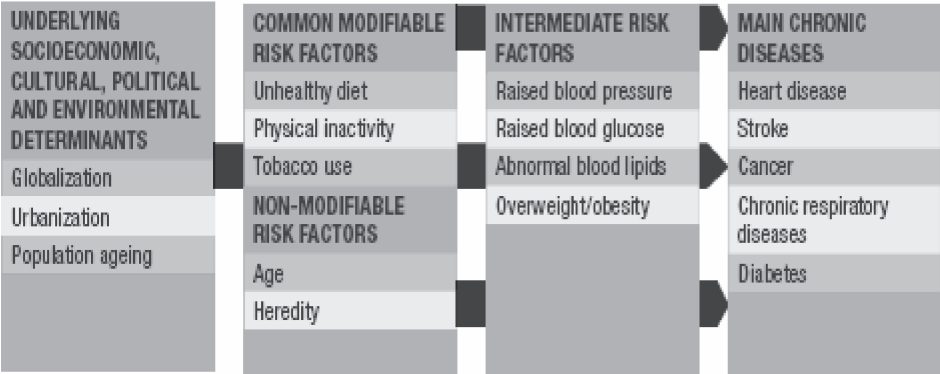 UNDERLYING
SOCIOECONOMIC,
CULTURAL, POLITICAL
AND ENVIRONMENTAL
DETERMINANTS
Globalization
Urbanization
Population ageing
COMMON MODIFIABLE
RISK FACTORS
Unhealthy diet
Physical inactivity
Tobacco use
NON-MODIFIABLE
RISK FACTORS
Age
Heredity
INTERMEDIATE RISK
FACTORS
Raised blood pressure
Raised blood glucose
Abnormal blood lipids
Overweight/obesity
MAIN CHRONIC
DISEASES
Heart disease
Stroke
Cancer
Chronic respiratory
diseases
Diabetes